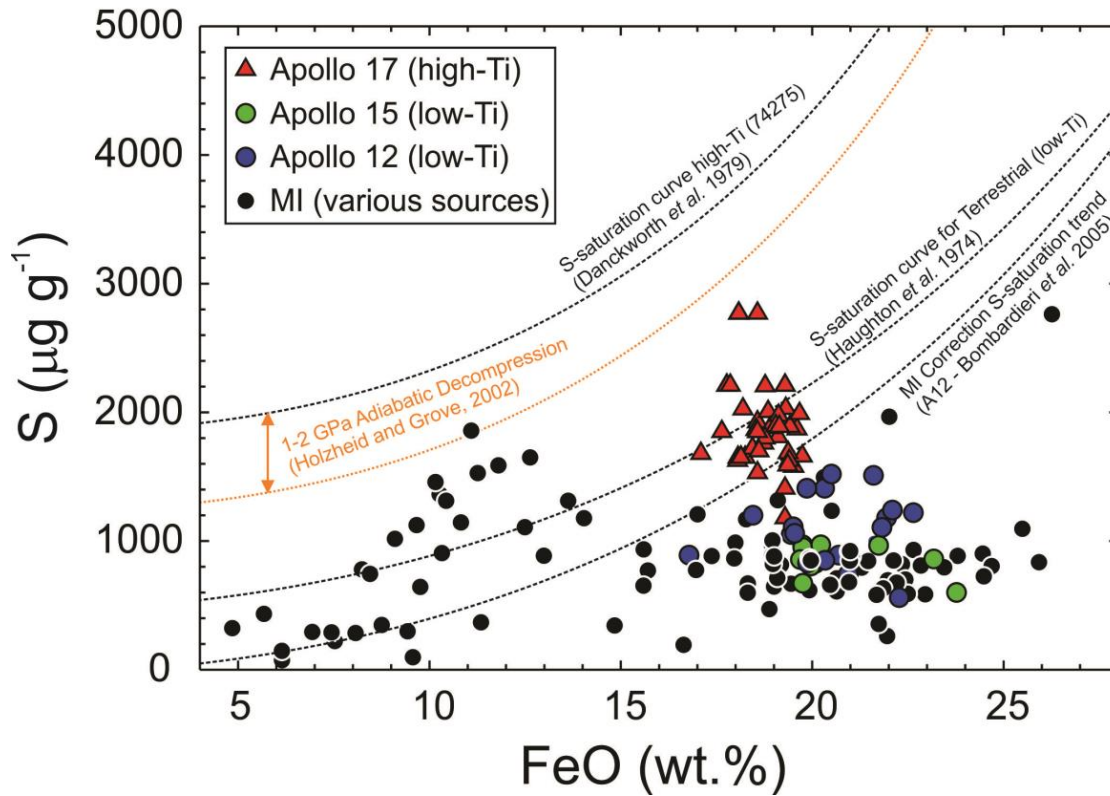 5000
4000
3000
2000
1000
0
S (µg g⁻¹)
Apollo 17 (high-Ti)
Apollo 15 (low-Ti)
Apollo 12 (low-Ti)
MI (various sources)
S-saturation curve high-Ti (74275)
(Danckworth et al. 1979)
1-2 GPa Adiabatic Decompression
(Holzheid and Grove, 2002)
S-saturation curve for Terrestrial (low-Ti)
(Haughton et al. 1974)
MI Correction S-saturation trend
(A12 - Bombardieri et al. 2005)
5 10 15 20 25
FeO (wt.%)